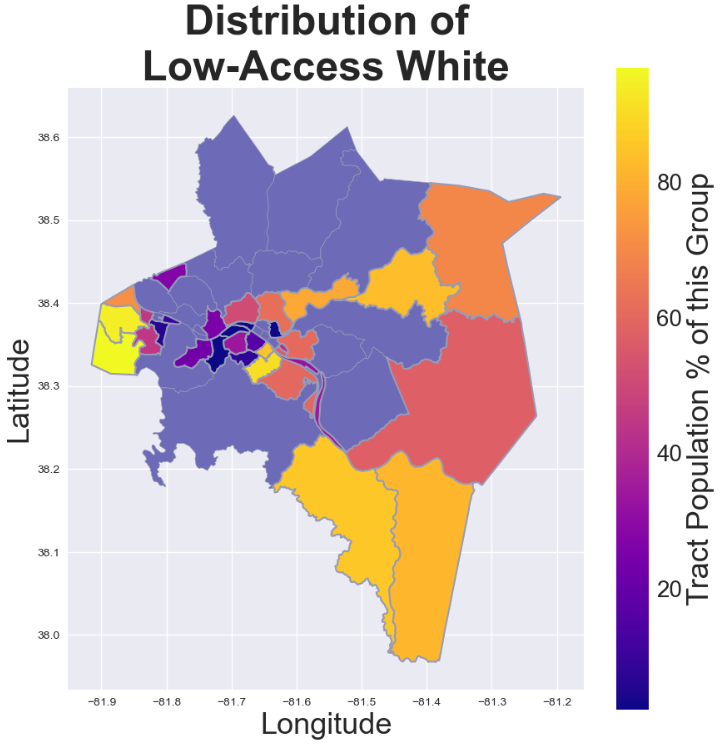 Distribution of
Low-Access White
38.6
38.5
38.4
38.3
38.2
38.1
38.0
Latitude
−81.9 −81.8 −81.7 −81.6 −81.5 −81.4 −81.3 −81.2
Longitude
80
60
40
20
Tract Population % of this Group